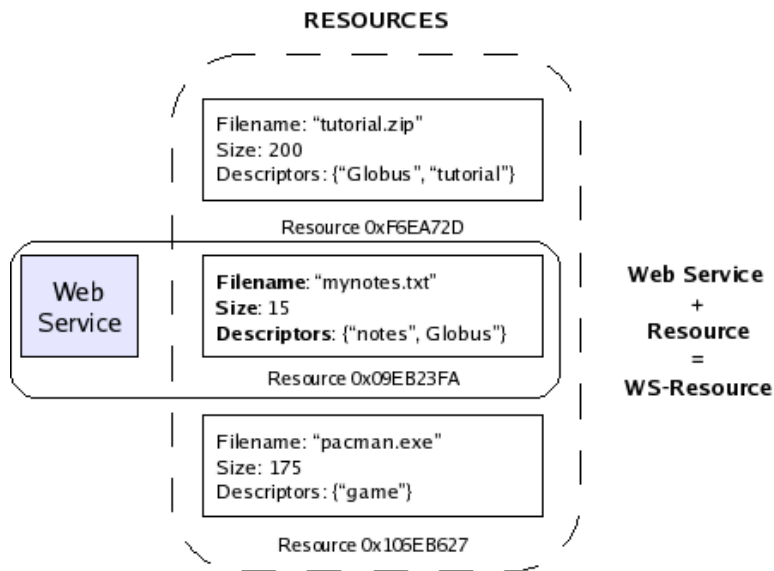 RESOURCES
Filename: “tutorial.zip”
Size: 200
Descriptors: {“Globus”, “tutorial”}
Resource 0xF6EA72D
Web
Service
Filename: “mynotes.txt”
Size: 15
Descriptors: {“notes”, Globus”}
Resource 0x09EB23FA
Web Service
+
Resource
=
WS-Resource
Filename: “pacman.exe”
Size: 175
Descriptors: {“game”}
Resource 0x106EB627